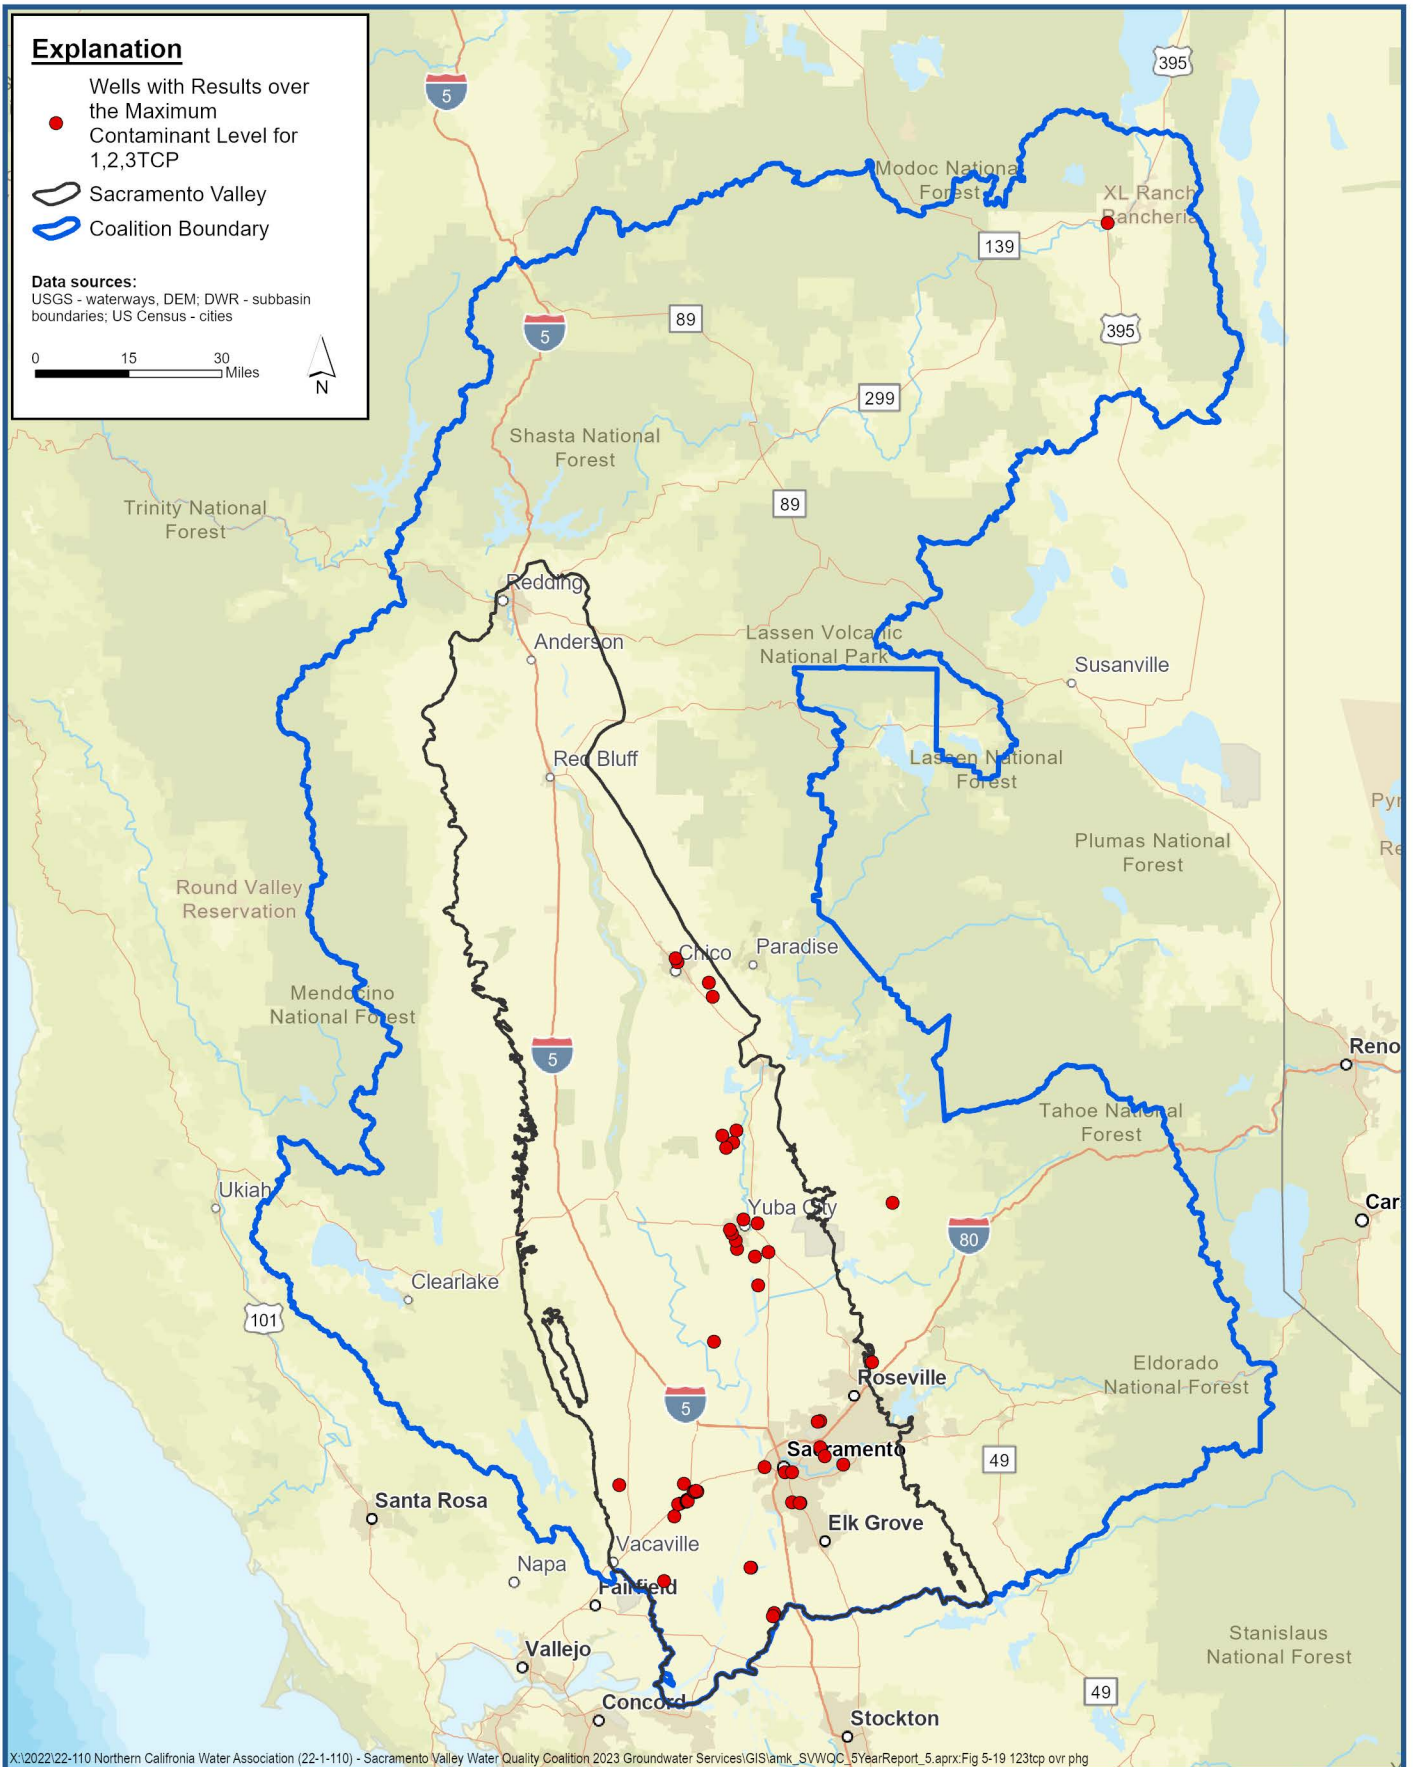 Explanation
Wells with Results over
the Maximum
Contaminant Level for
1,2,3TCP
Sacramento Valley
Coalition Boundary
Data sources:
USGS - waterways, DEM; DWR - subbasin
boundaries; US Census - cities
0 15 30
Miles
N
5
395
Modoc National
Forest
XL Ranch
Rancheria
139
89
5
395
299
Shasta National
Forest
89
Trinity National
Forest
Redding
Anderson
Lassen Volcanic
National Park
Susanville
Red Bluff
Lassen National
Forest
Pyr
Plumas National
Forest
Re
Round Valley
Reservation
Chico
Paradise
Mendocino
National Forest
5
Reno
Tahoe National
Forest
Ukiah
Yuba City
Cars
80
Clearlake
101
Eldorado
National Forest
Roseville
5
Sacramento
49
Santa Rosa
Elk Grove
Vacaville
Napa
Fairfield
Stanislaus
National Forest
Vallejo
49
Concord
Stockton
X:\2022\22-110 Northern Califronia Water Association (22-1-110) - Sacramento Valley Water Quality Coalition 2023 Groundwater Services\GIS\amk_SVWQC_5YearReport_5.aprx:Fig 5-19 123tcp ovr phg